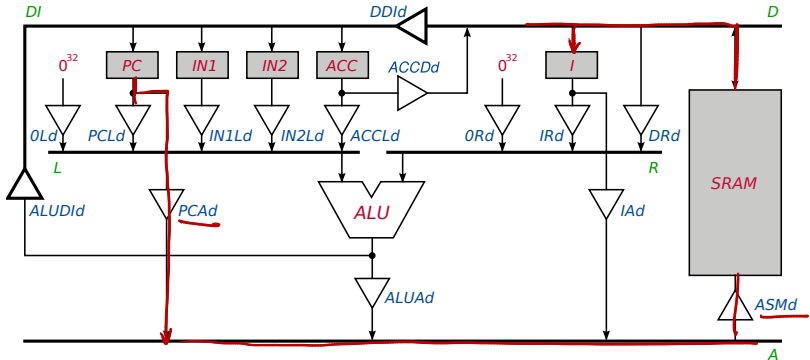 DI DDId D
0³² PC IN1 IN2 ACC ACCDd 0³² I
0Ld PCLd IN1Ld IN2Ld ACCLd 0Rd IRd DRd
L R
SRAM
ALUDId PCAd ALU IAd
ALUAd ASMd
A